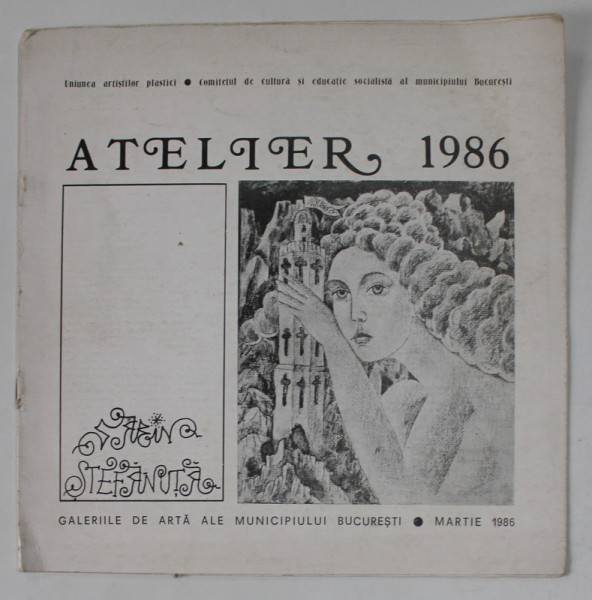 Uniunea artiștilor plastici ● Comitetul de cultură și educație socialistă al municipiului București
ATELIER 1986
SABIN
ȘTEFĂNUȚĂ
GALERIILE DE ARTĂ ALE MUNICIPIULUI BUCUREȘTI ● MARTIE 1986